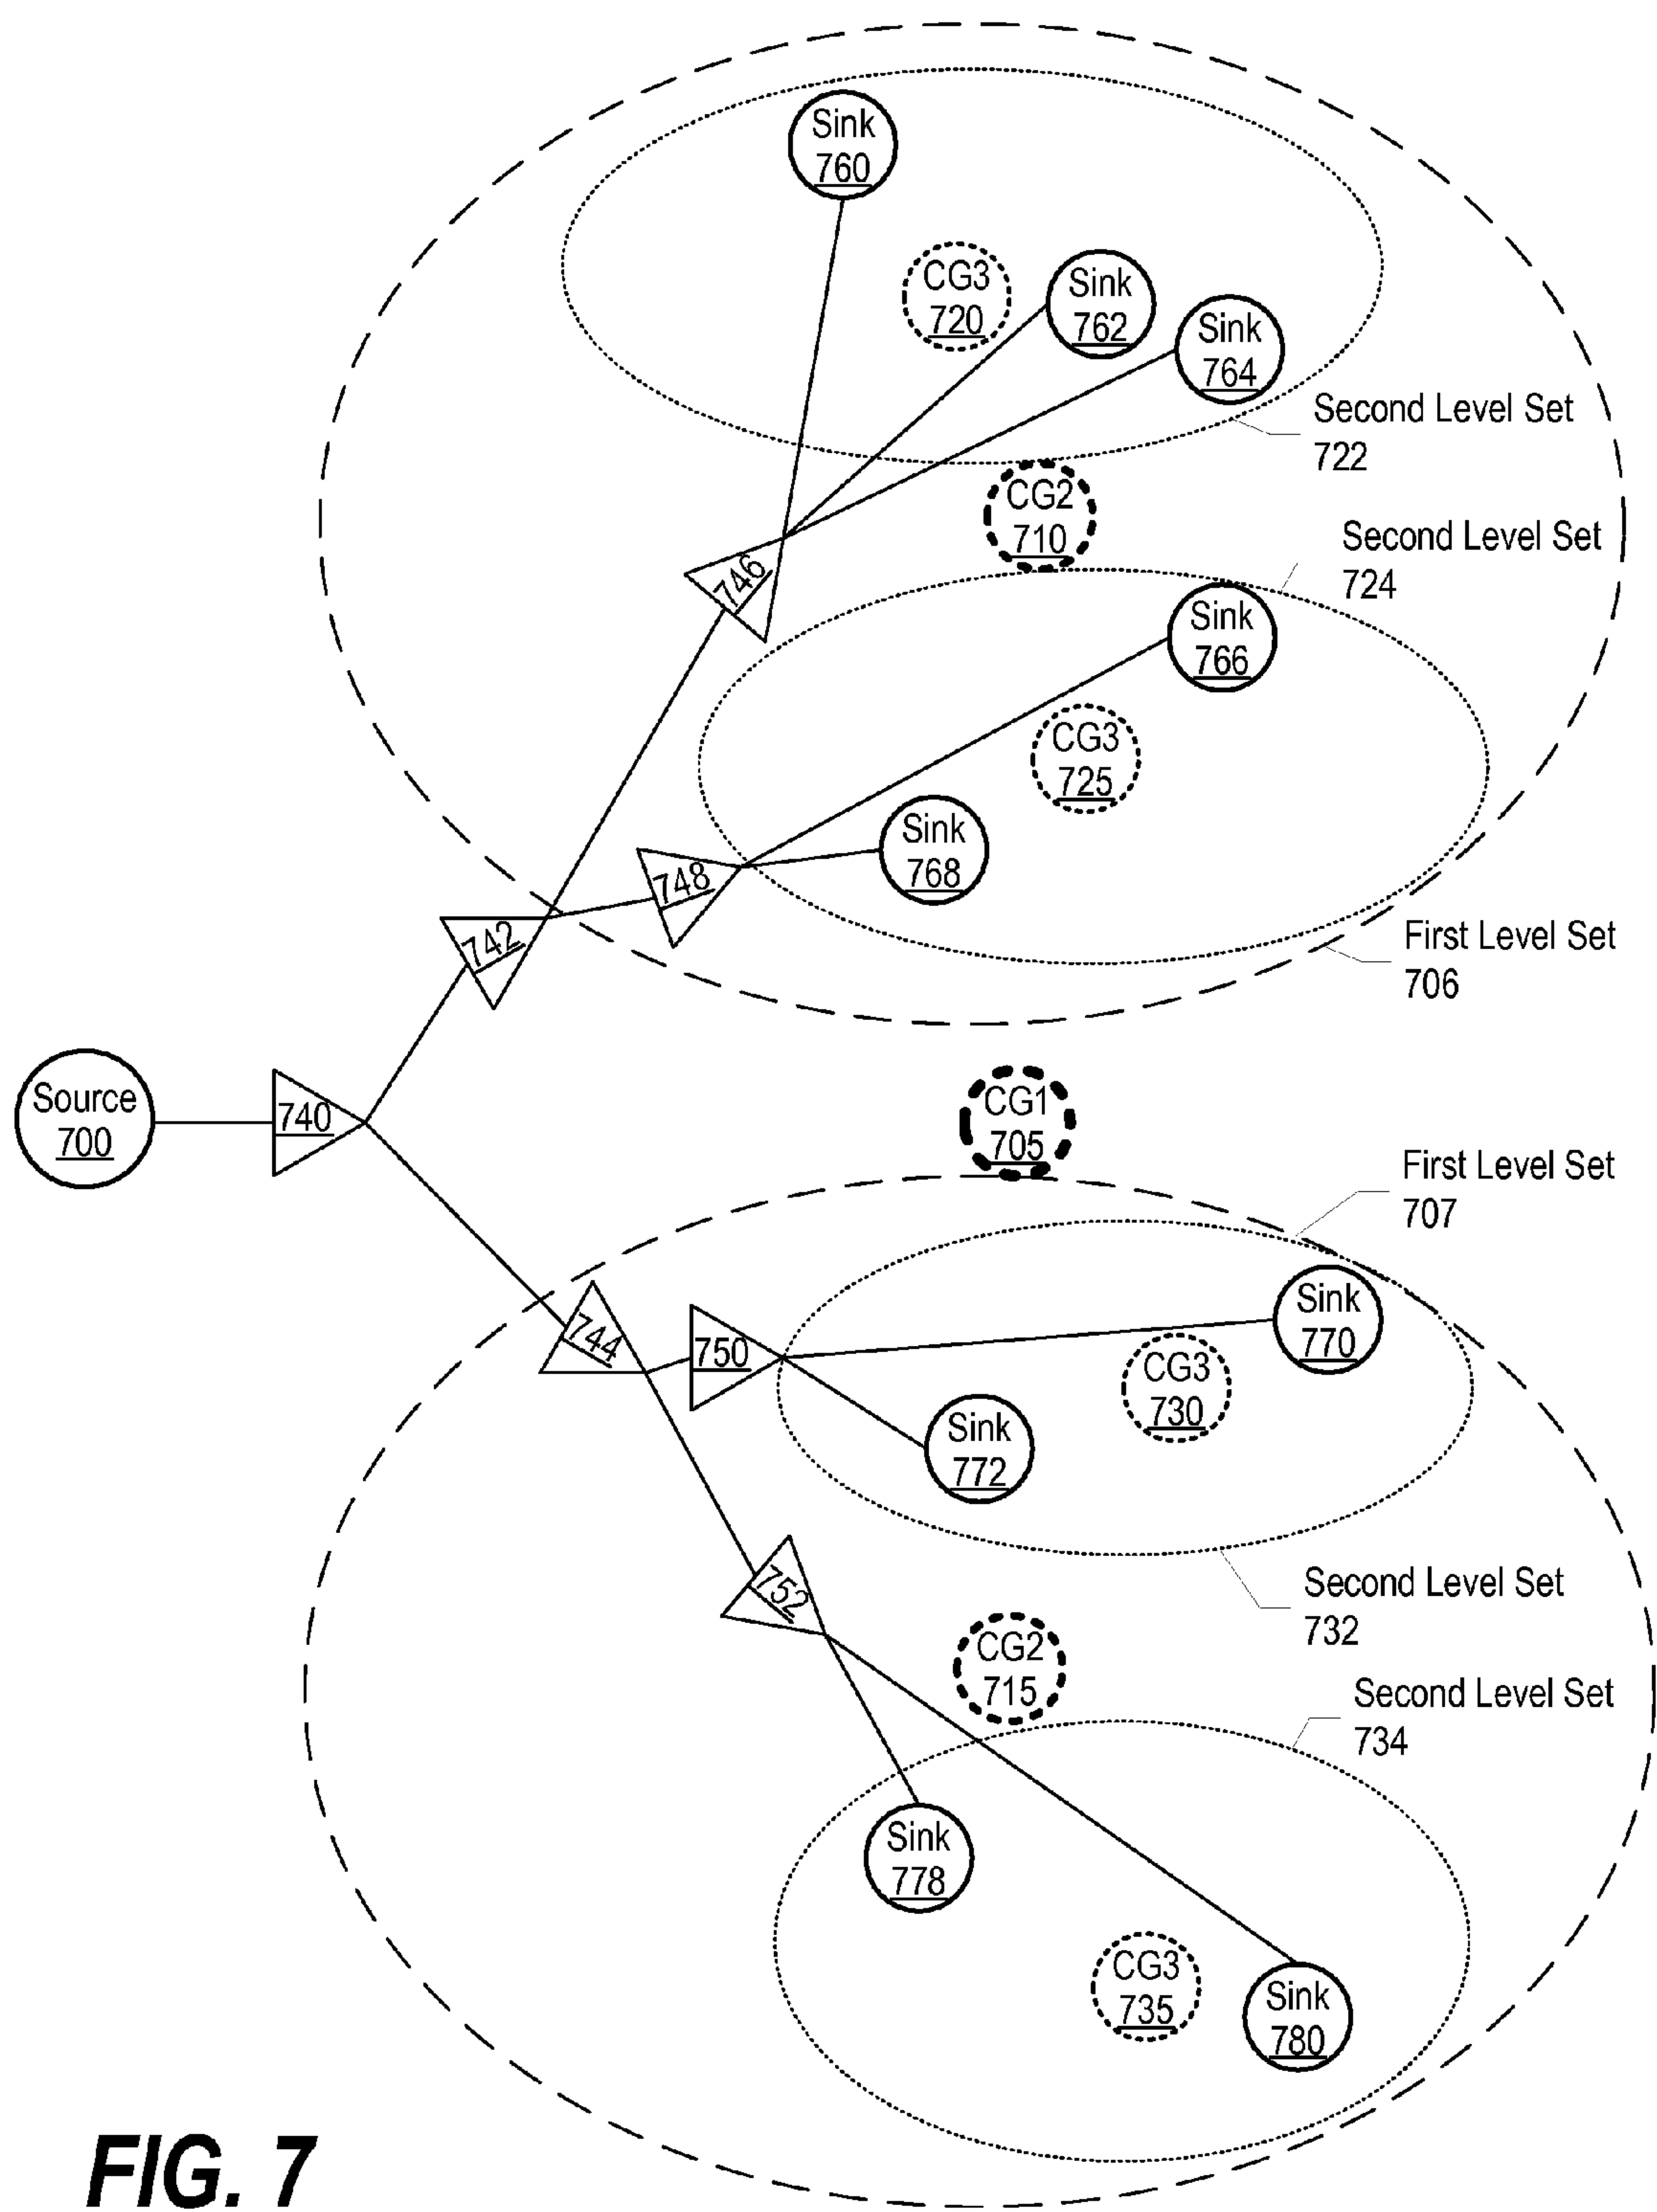 Sink
760
CG3
720
Sink
762
Sink
764
Second Level Set
722
CG2
710
Second Level Set
724
746
Sink
766
CG3
725
Sink
768
748
742
First Level Set
706
Source
700
740
CG1
705
First Level Set
707
744
750
Sink
770
CG3
730
Sink
772
752
Second Level Set
732
CG2
715
Second Level Set
734
Sink
778
CG3
735
Sink
780
FIG. 7